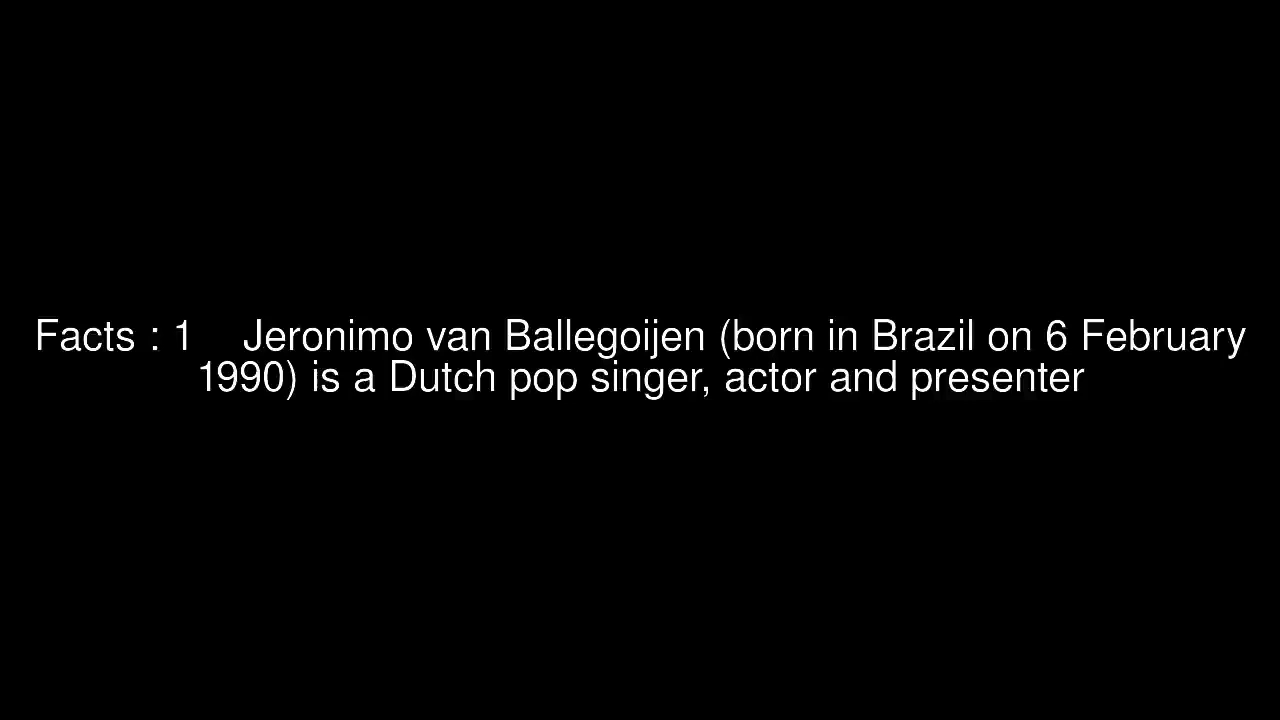 Facts : 1    Jeronimo van Ballegoijen (born in Brazil on 6 February
1990) is a Dutch pop singer, actor and presenter